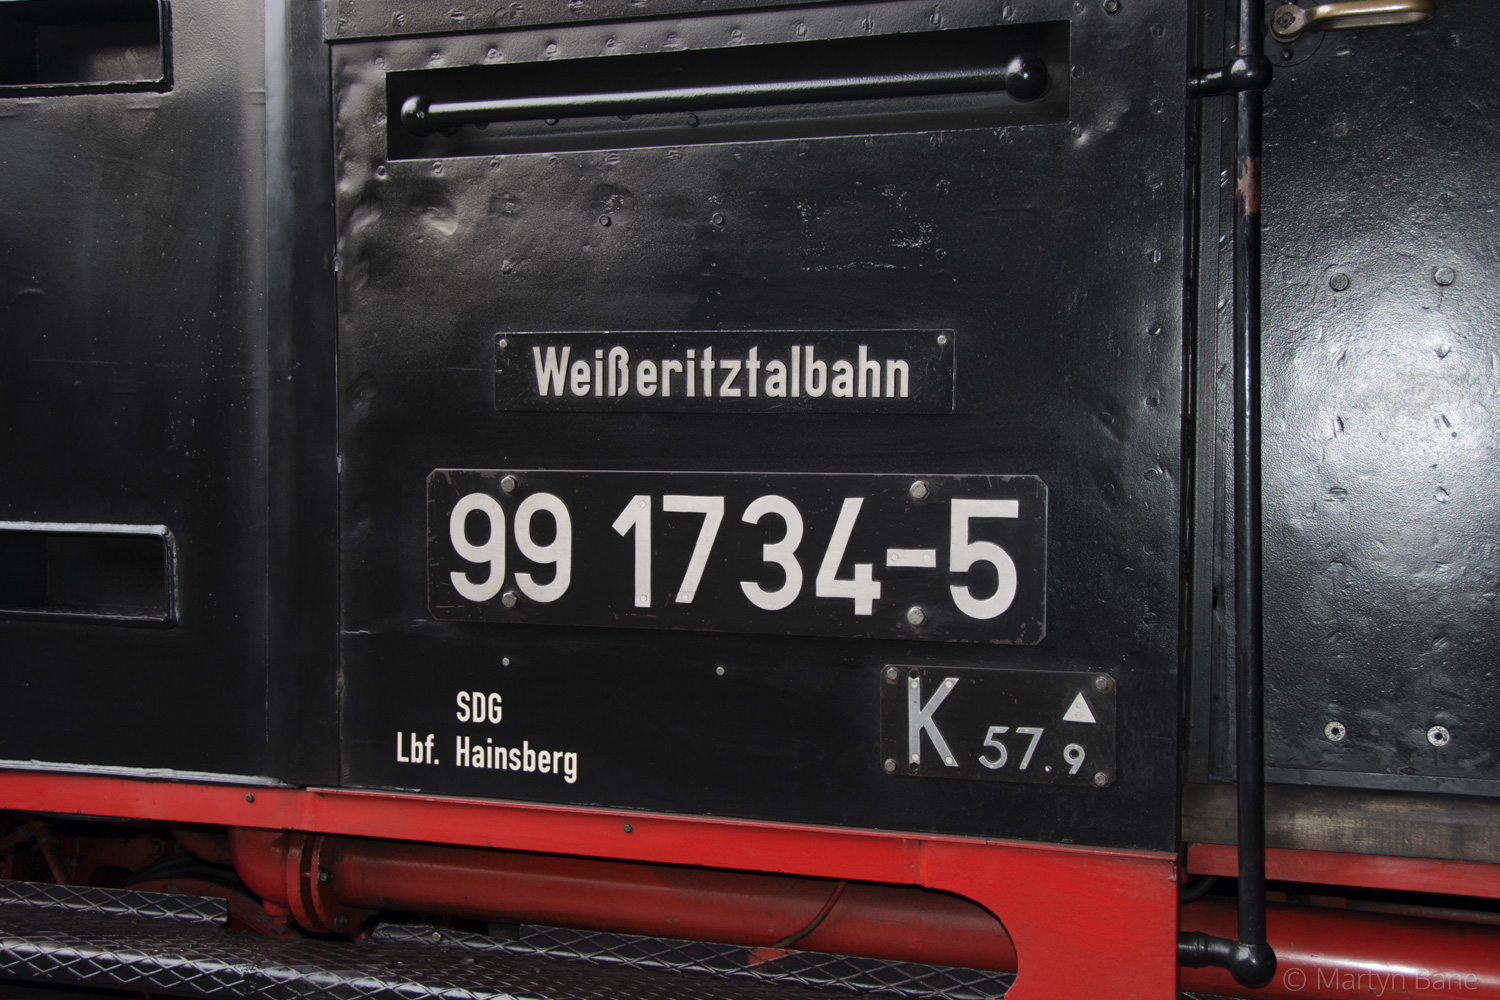 Weißeritztalbahn
99 1734-5
SDG
Lbf. Hainsberg
K 57.9
© Martyn Bane